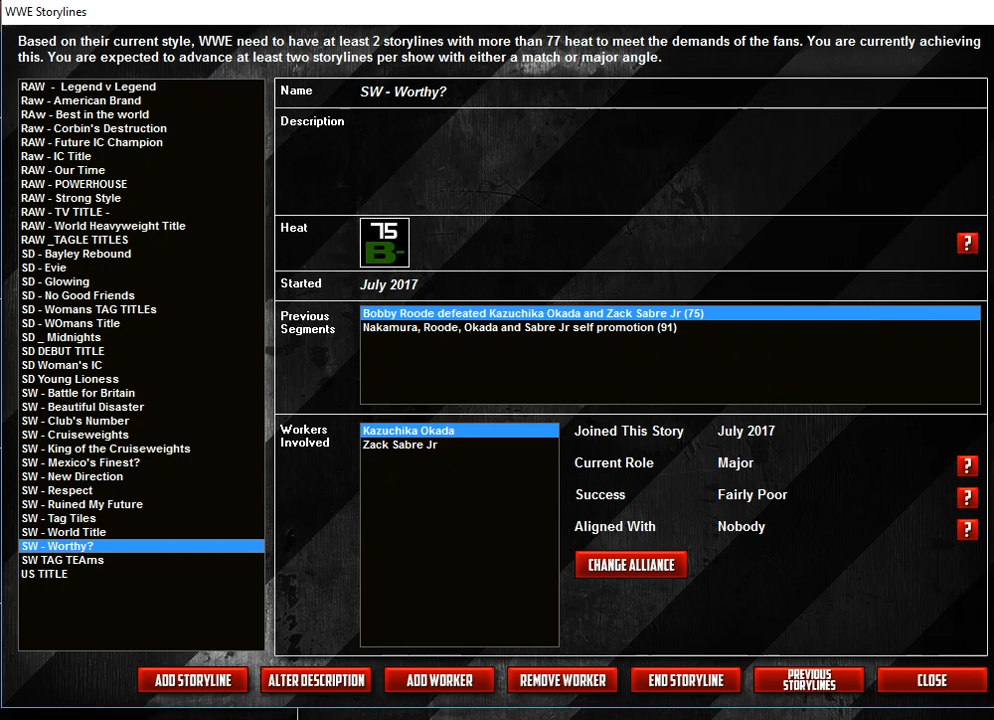 WWE Storylines
Based on their current style, WWE need to have at least 2 storylines with more than 77 heat to meet the demands of the fans. You are currently achieving
this. You are expected to advance at least two storylines per show with either a match or major angle.
RAW - Legend v Legend
Raw - American Brand
RAw - Best in the world
Raw - Corbin's Destruction
RAW - Future IC Champion
Raw - IC Title
RAW - Our Time
RAW - POWERHOUSE
RAW - Strong Style
RAW - TV TITLE -
RAW - World Heavyweight Title
RAW _TAGLE TITLES
SD - Bayley Rebound
SD - Evie
SD - Glowing
SD - No Good Friends
SD - Womans TAG TITLEs
SD - WOmans Title
SD _ Midnights
SD DEBUT TITLE
SD Woman's IC
SD Young Lioness
SW - Battle for Britain
SW - Beautiful Disaster
SW - Club's Number
SW - Cruiseweights
SW - King of the Cruiseweights
SW - Mexico's Finest?
SW - New Direction
SW - Respect
SW - Ruined My Future
SW - Tag Tiles
SW - World Title
SW - Worthy?
SW TAG TEAms
US TITLE
Name SW - Worthy?
Description
Heat 75
B-
?
Started July 2017
Previous
Segments
Bobby Roode defeated Kazuchika Okada and Zack Sabre Jr (75)
Nakamura, Roode, Okada and Sabre Jr self promotion (91)
Workers
Involved
Kazuchika Okada
Zack Sabre Jr
Joined This Story July 2017
Current Role Major ?
Success Fairly Poor ?
Aligned With Nobody ?
CHANGE ALLIANCE
ADD STORYLINE ALTER DESCRIPTION ADD WORKER REMOVE WORKER END STORYLINE PREVIOUS STORYLINES CLOSE